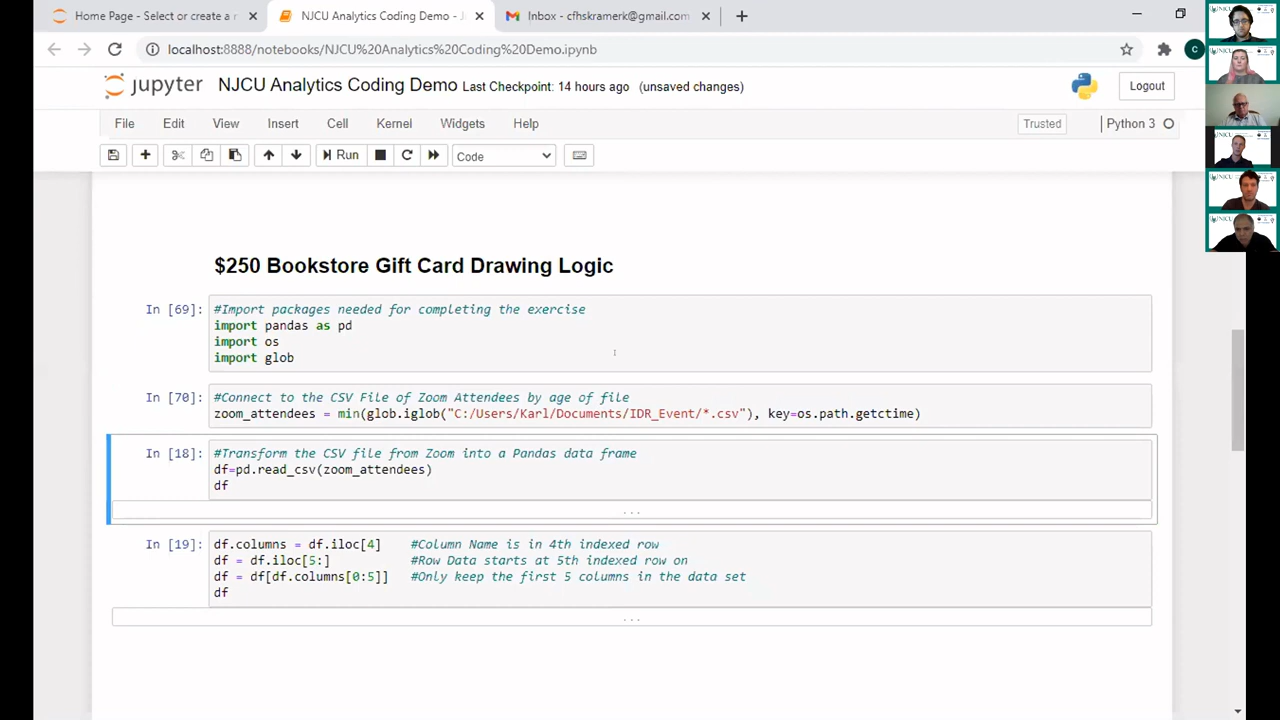 Home Page - Select or create a n
NJCU Analytics Coding Demo - J
Inbox - cfhskramerk@gmail.com
localhost:8888/notebooks/NJCU%20Analytics%20Coding%20Demo.ipynb
C
jupyter NJCU Analytics Coding Demo Last Checkpoint: 14 hours ago (unsaved changes)
Logout
File Edit View Insert Cell Kernel Widgets Help
Trusted
Python 3
Run
Code
$250 Bookstore Gift Card Drawing Logic
In [69]: #Import packages needed for completing the exercise
import pandas as pd
import os
import glob
In [70]: #Connect to the CSV File of Zoom Attendees by age of file
zoom_attendees = min(glob.iglob("C:/Users/Karl/Documents/IDR_Event/*.csv"), key=os.path.getctime)
In [18]: #Transform the CSV file from Zoom into a Pandas data frame
df=pd.read_csv(zoom_attendees)
df
...
In [19]: df.columns = df.iloc[4] #Column Name is in 4th indexed row
df = df.iloc[5:] #Row Data starts at 5th indexed row on
df = df[df.columns[0:5]] #Only keep the first 5 columns in the data set
df
...